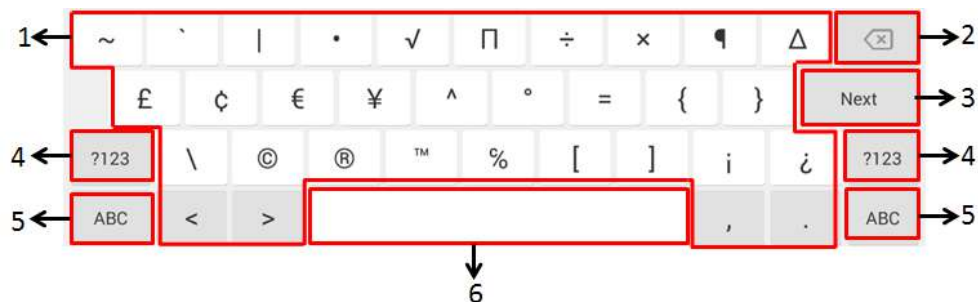 1 ~ ` | • √ Π ÷ × ¶ Δ 2
£ ¢ € ¥ ^ ° = { } Next 3
4 ?123 \ © ® ™ ℅ [ ] ¡ ¿ ?123 4
5 ABC < > , . ABC 5
6